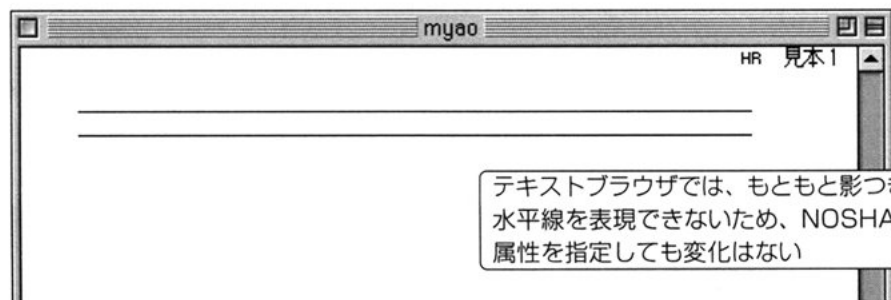 myao
HR 見本1
テキストブラウザでは、もともと影つ
水平線を表現できないため、NOSHA
属性を指定しても変化はない